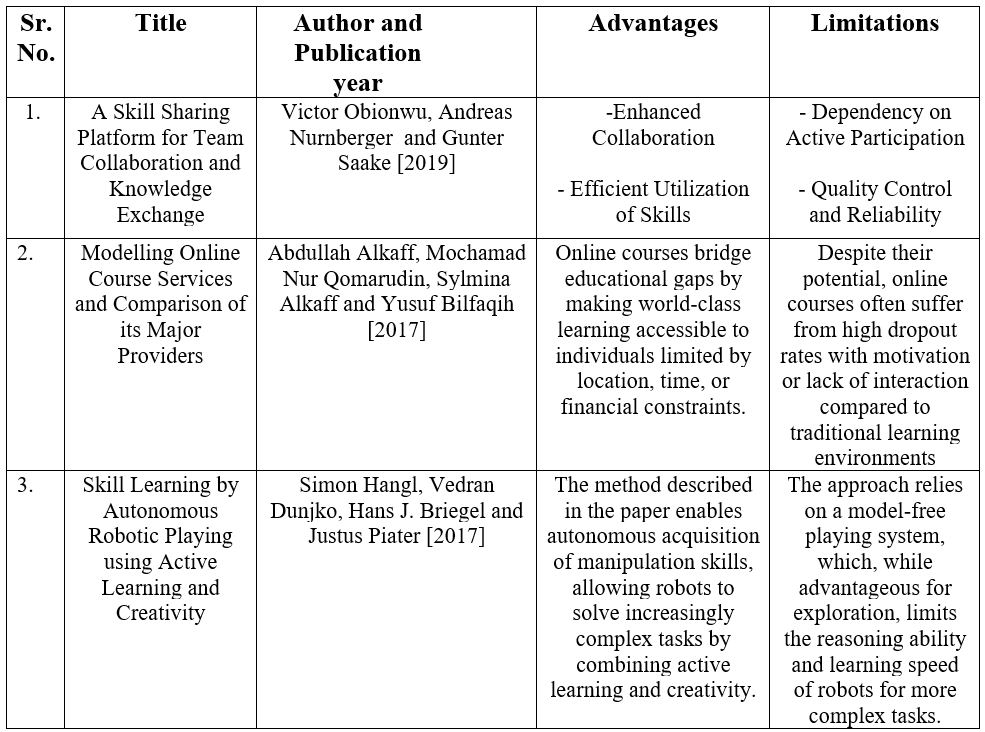 Sr.
No.
Title
Author and
Publication
year
Advantages
Limitations
1.
A Skill Sharing
Platform for Team
Collaboration and
Knowledge
Exchange
Victor Obionwu, Andreas
Nurnberger and Gunter
Saake [2019]
-Enhanced
Collaboration
- Efficient Utilization
of Skills
- Dependency on
Active Participation
- Quality Control
and Reliability
2.
Modelling Online
Course Services
and Comparison of
its Major
Providers
Abdullah Alkaff, Mochamad
Nur Qomarudin, Sylmina
Alkaff and Yusuf Bilfaqih
[2017]
Online courses bridge
educational gaps by
making world-class
learning accessible to
individuals limited by
location, time, or
financial constraints.
Despite their
potential, online
courses often suffer
from high dropout
rates with motivation
or lack of interaction
compared to
traditional learning
environments
3.
Skill Learning by
Autonomous
Robotic Playing
using Active
Learning and
Creativity
Simon Hangl, Vedran
Dunjko, Hans J. Briegel and
Justus Piater [2017]
The method described
in the paper enables
autonomous acquisition
of manipulation skills,
allowing robots to
solve increasingly
complex tasks by
combining active
learning and creativity.
The approach relies
on a model-free
playing system,
which, while
advantageous for
exploration, limits
the reasoning ability
and learning speed
of robots for more
complex tasks.